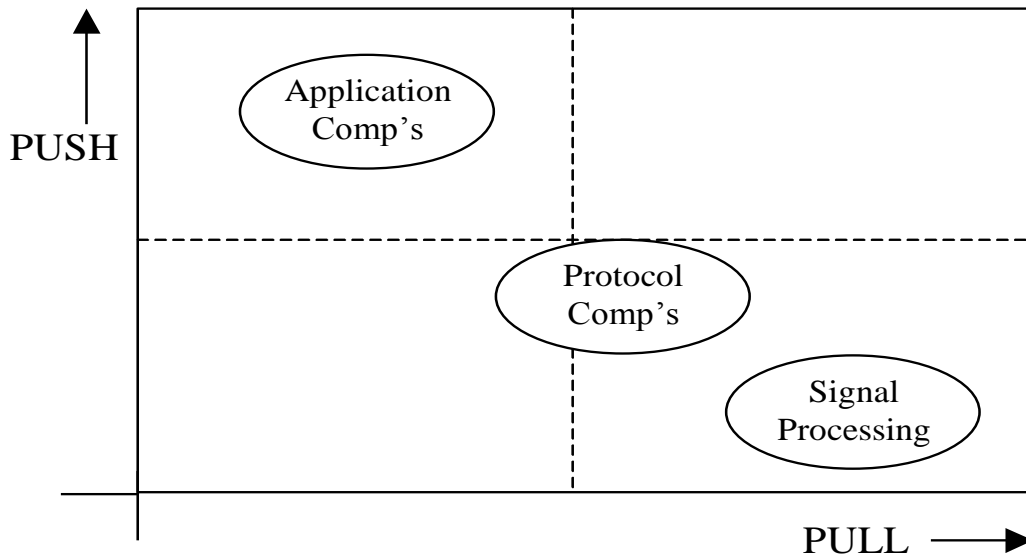 Application
Comp’s
PUSH
Protocol
Comp’s
Signal
Processing
PULL